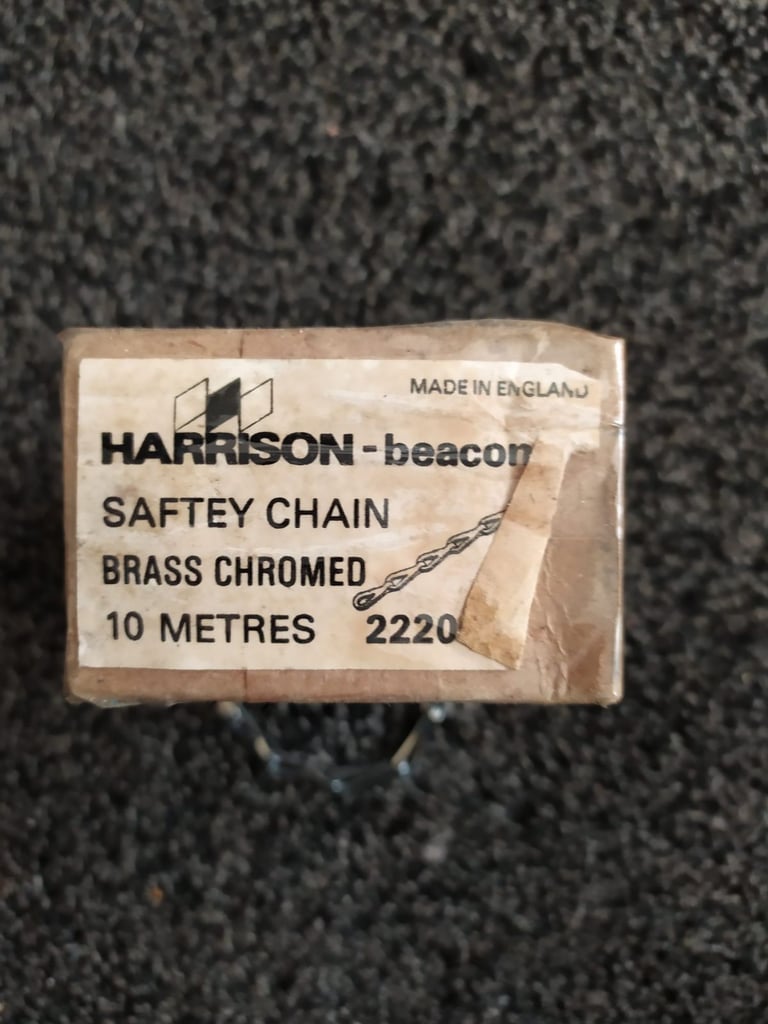 MADE IN ENGLAND
HARRISON - beacon
SAFTEY CHAIN
BRASS CHROMED
10 METRES 2220